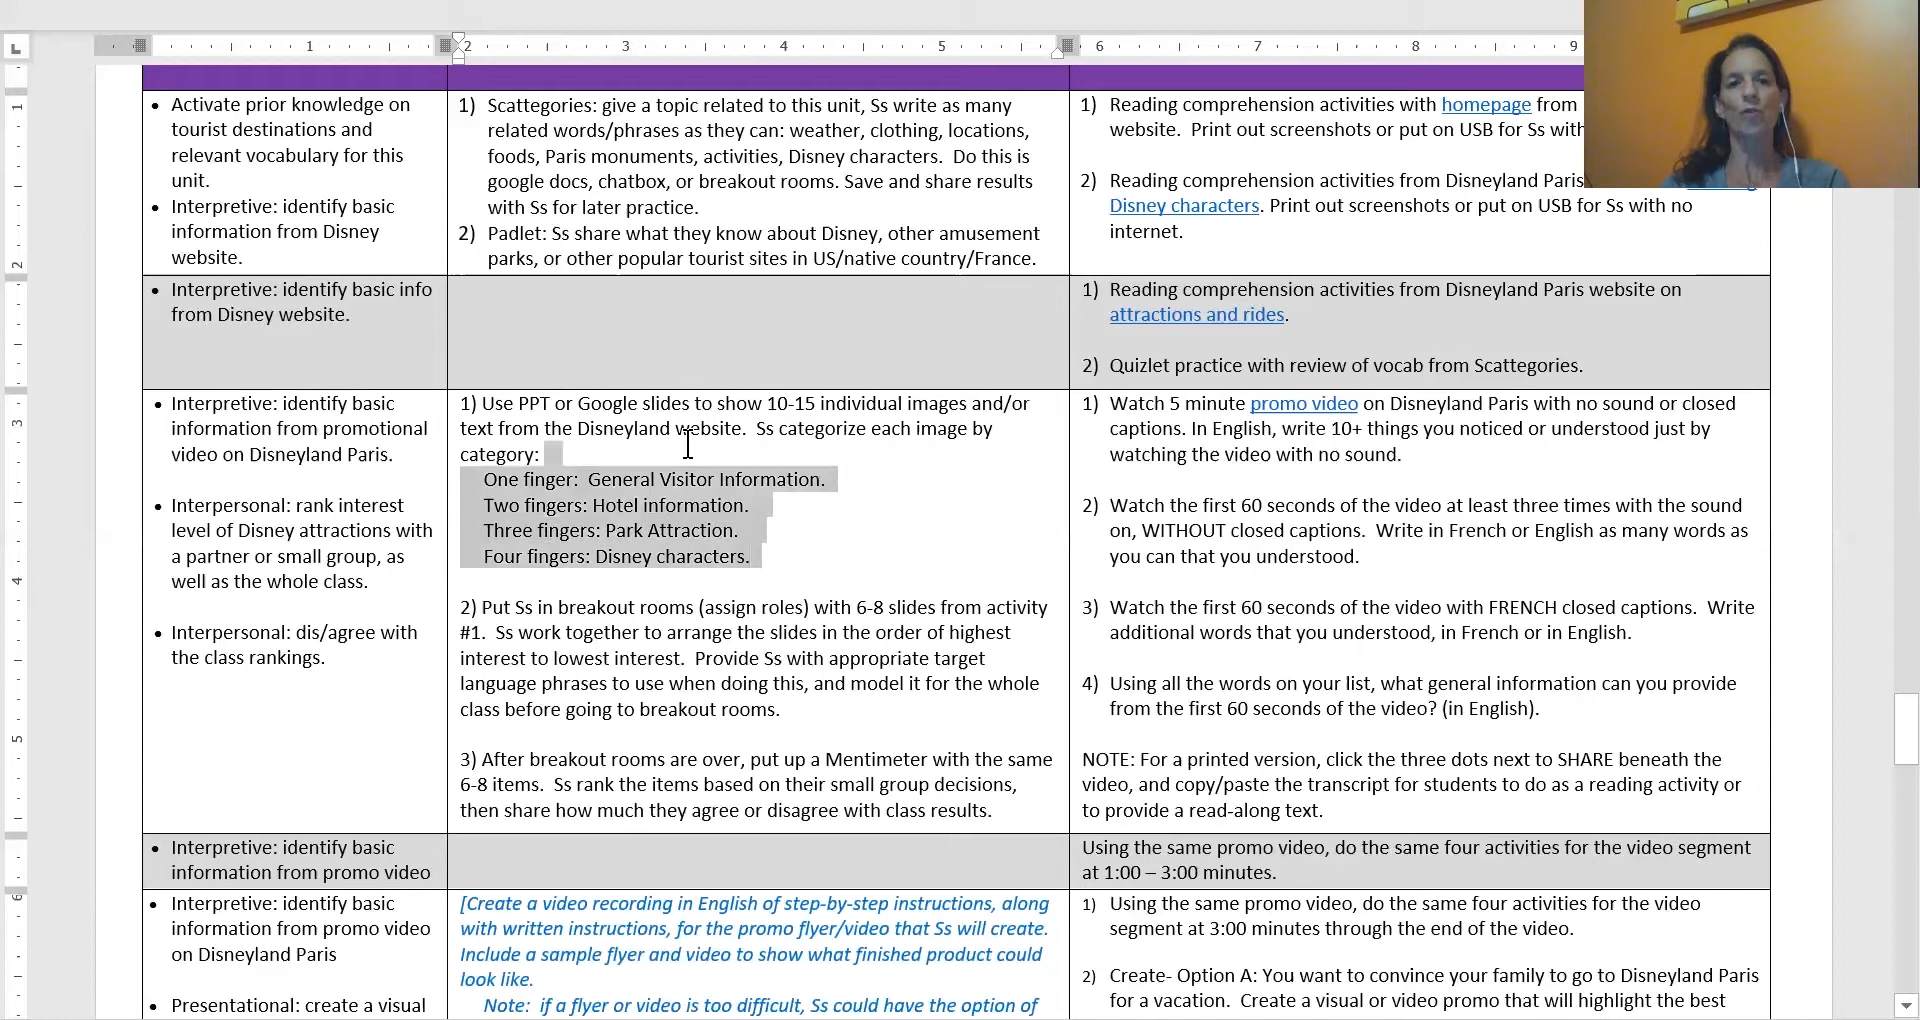 1 2 3 4 5 6 7 8 9
• Activate prior knowledge on
tourist destinations and
relevant vocabulary for this
unit.
• Interpretive: identify basic
information from Disney
website.
1) Scattegories: give a topic related to this unit, Ss write as many
related words/phrases as they can: weather, clothing, locations,
foods, Paris monuments, activities, Disney characters. Do this is
google docs, chatbox, or breakout rooms. Save and share results
with Ss for later practice.
2) Padlet: Ss share what they know about Disney, other amusement
parks, or other popular tourist sites in US/native country/France.
1) Reading comprehension activities with homepage from
website. Print out screenshots or put on USB for Ss with
2) Reading comprehension activities from Disneyland Paris
Disney characters. Print out screenshots or put on USB for Ss with no
internet.
• Interpretive: identify basic info
from Disney website.
1) Reading comprehension activities from Disneyland Paris website on
attractions and rides.
2) Quizlet practice with review of vocab from Scattegories.
• Interpretive: identify basic
information from promotional
video on Disneyland Paris.
• Interpersonal: rank interest
level of Disney attractions with
a partner or small group, as
well as the whole class.
• Interpersonal: dis/agree with
the class rankings.
1) Use PPT or Google slides to show 10-15 individual images and/or
text from the Disneyland website. Ss categorize each image by
category:
One finger: General Visitor Information.
Two fingers: Hotel information.
Three fingers: Park Attraction.
Four fingers: Disney characters.
2) Put Ss in breakout rooms (assign roles) with 6-8 slides from activity
#1. Ss work together to arrange the slides in the order of highest
interest to lowest interest. Provide Ss with appropriate target
language phrases to use when doing this, and model it for the whole
class before going to breakout rooms.
3) After breakout rooms are over, put up a Mentimeter with the same
6-8 items. Ss rank the items based on their small group decisions,
then share how much they agree or disagree with class results.
1) Watch 5 minute promo video on Disneyland Paris with no sound or closed
captions. In English, write 10+ things you noticed or understood just by
watching the video with no sound.
2) Watch the first 60 seconds of the video at least three times with the sound
on, WITHOUT closed captions. Write in French or English as many words as
you can that you understood.
3) Watch the first 60 seconds of the video with FRENCH closed captions. Write
additional words that you understood, in French or in English.
4) Using all the words on your list, what general information can you provide
from the first 60 seconds of the video? (in English).
NOTE: For a printed version, click the three dots next to SHARE beneath the
video, and copy/paste the transcript for students to do as a reading activity or
to provide a read-along text.
• Interpretive: identify basic
information from promo video
Using the same promo video, do the same four activities for the video segment
at 1:00 – 3:00 minutes.
• Interpretive: identify basic
information from promo video
on Disneyland Paris
• Presentational: create a visual
[Create a video recording in English of step-by-step instructions, along
with written instructions, for the promo flyer/video that Ss will create.
Include a sample flyer and video to show what finished product could
look like.
Note: if a flyer or video is too difficult, Ss could have the option of
1) Using the same promo video, do the same four activities for the video
segment at 3:00 minutes through the end of the video.
2) Create- Option A: You want to convince your family to go to Disneyland Paris
for a vacation. Create a visual or video promo that will highlight the best
1
2
3
4
5
6